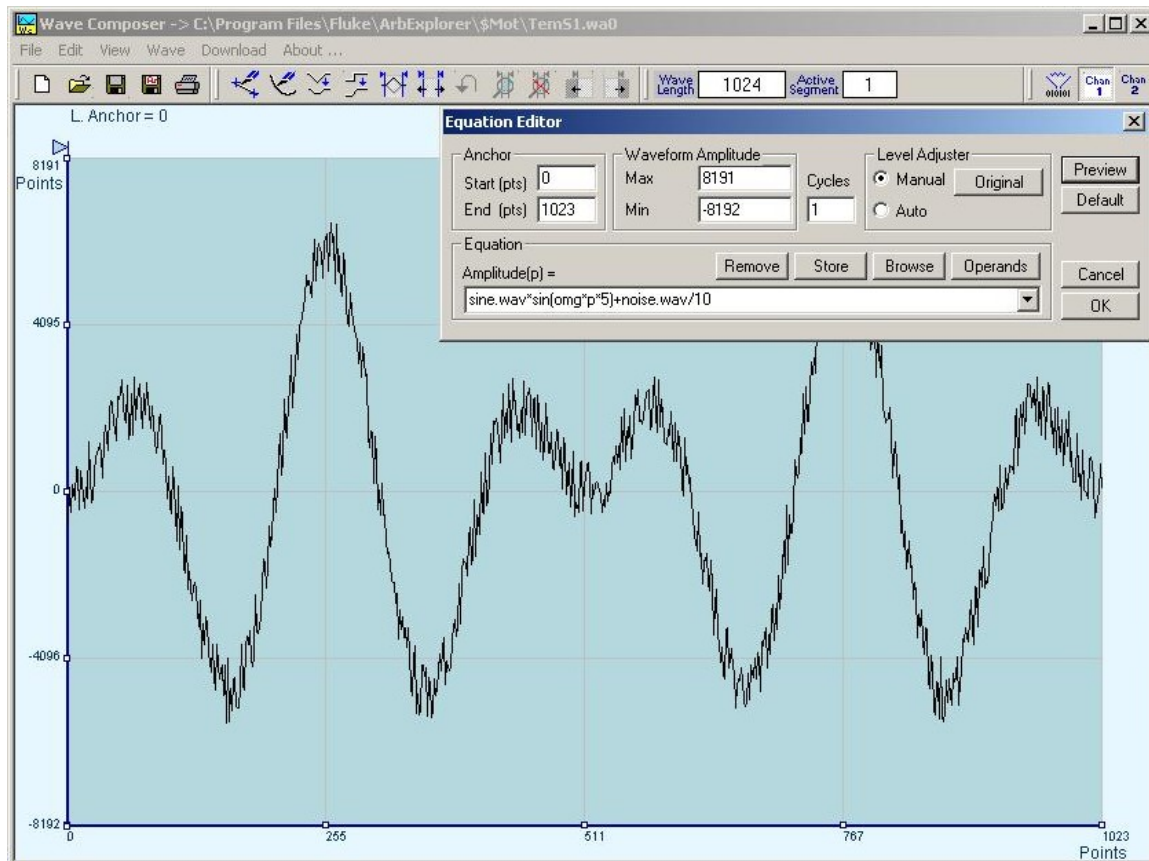 Wave Composer -> C:\Program Files\Fluke\ArbExplorer\$Mot\TemS1.wa0
File Edit View Wave Download About ...
Wave Length 1024 Active Segment 1 010101 Chan 1 Chan 2
L. Anchor = 0
Equation Editor
Anchor
Start (pts) 0
End (pts) 1023
Waveform Amplitude
Max 8191
Min -8192
Cycles
1
Level Adjuster
Manual Original
Auto
Preview
Default
Equation
Amplitude(p) = Remove Store Browse Operands
sine.wav*sin(omg*p*5)+noise.wav/10
Cancel
OK
8191
Points
4095
0
-4096
-8192
0 255 511 767 1023
Points